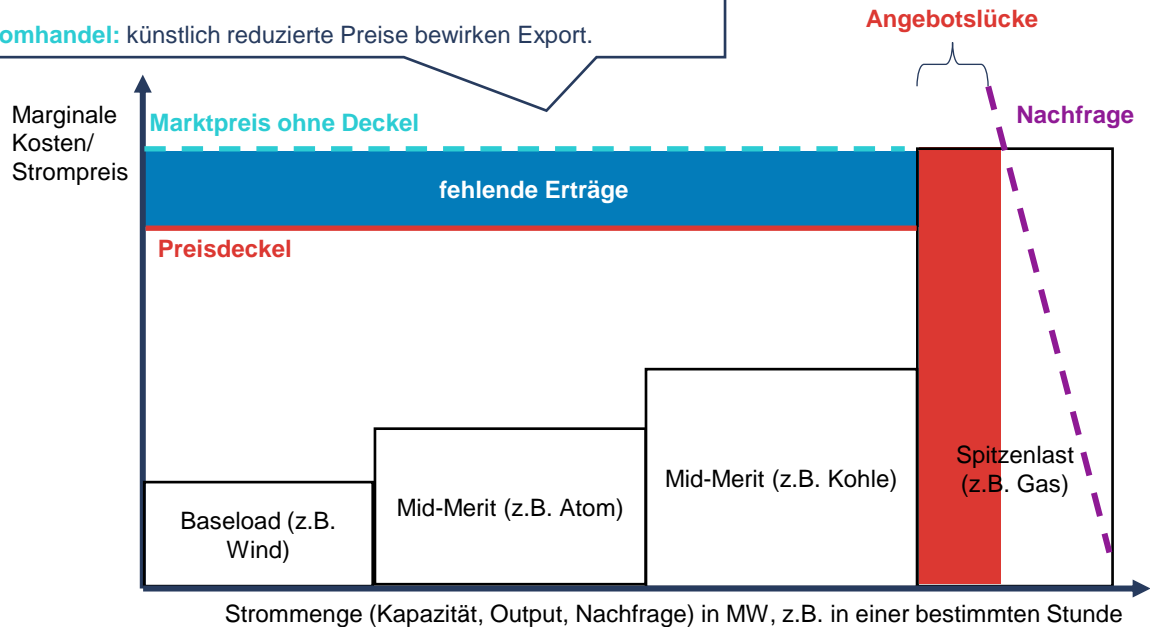 omhandel: künstlich reduzierte Preise bewirken Export.
Angebotslücke
Marginale
Kosten/
Strompreis
Marktpreis ohne Deckel
Nachfrage
fehlende Erträge
Preisdeckel
Baseload (z.B.
Wind)
Mid-Merit (z.B. Atom)
Mid-Merit (z.B. Kohle)
Spitzenlast
(z.B. Gas)
Strommenge (Kapazität, Output, Nachfrage) in MW, z.B. in einer bestimmten Stunde